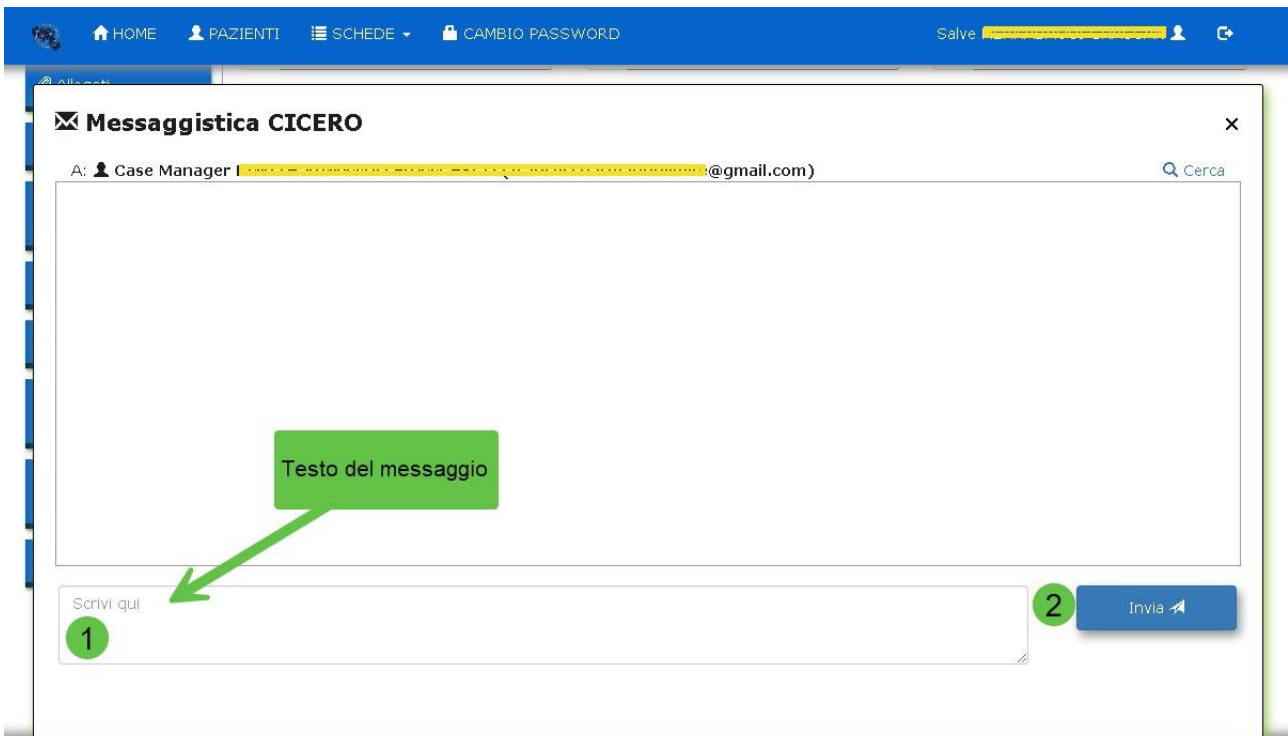 HOME PAZIENTI SCHEDE CAMBIO PASSWORD Salve
Allegati
Messaggistica CICERO ×
A: Case Manager @gmail.com) Cerca
Testo del messaggio
Scrivi qui
1
2 Invia